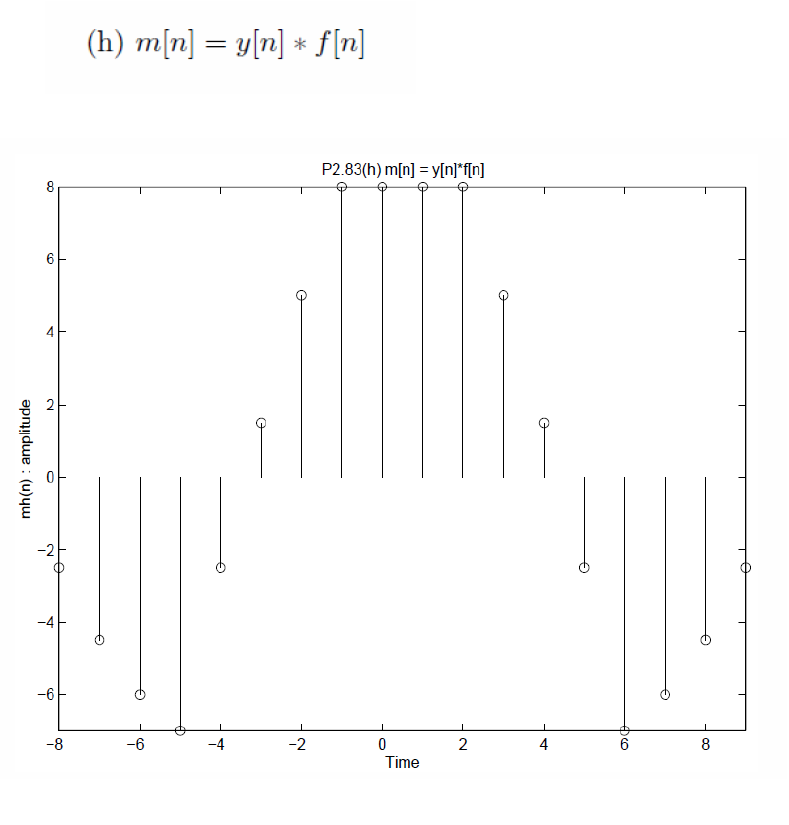 (h) m[n] = y[n] ∗ f[n]
P2.83(h) m[n] = y[n]*f[n]
8
6
4
2
0
−2
−4
−6
mh(n) : amplitude
−8 −6 −4 −2 0 2 4 6 8
Time